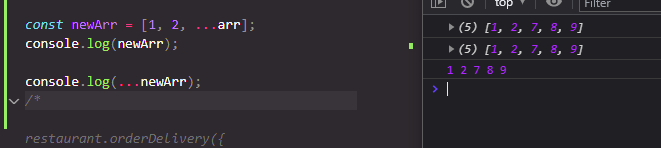 const newArr = [1, 2, ...arr];
console.log(newArr);
console.log(...newArr);
/*
restaurant.orderDelivery({
top
Filter
(5) [1, 2, 7, 8, 9]
(5) [1, 2, 7, 8, 9]
1 2 7 8 9